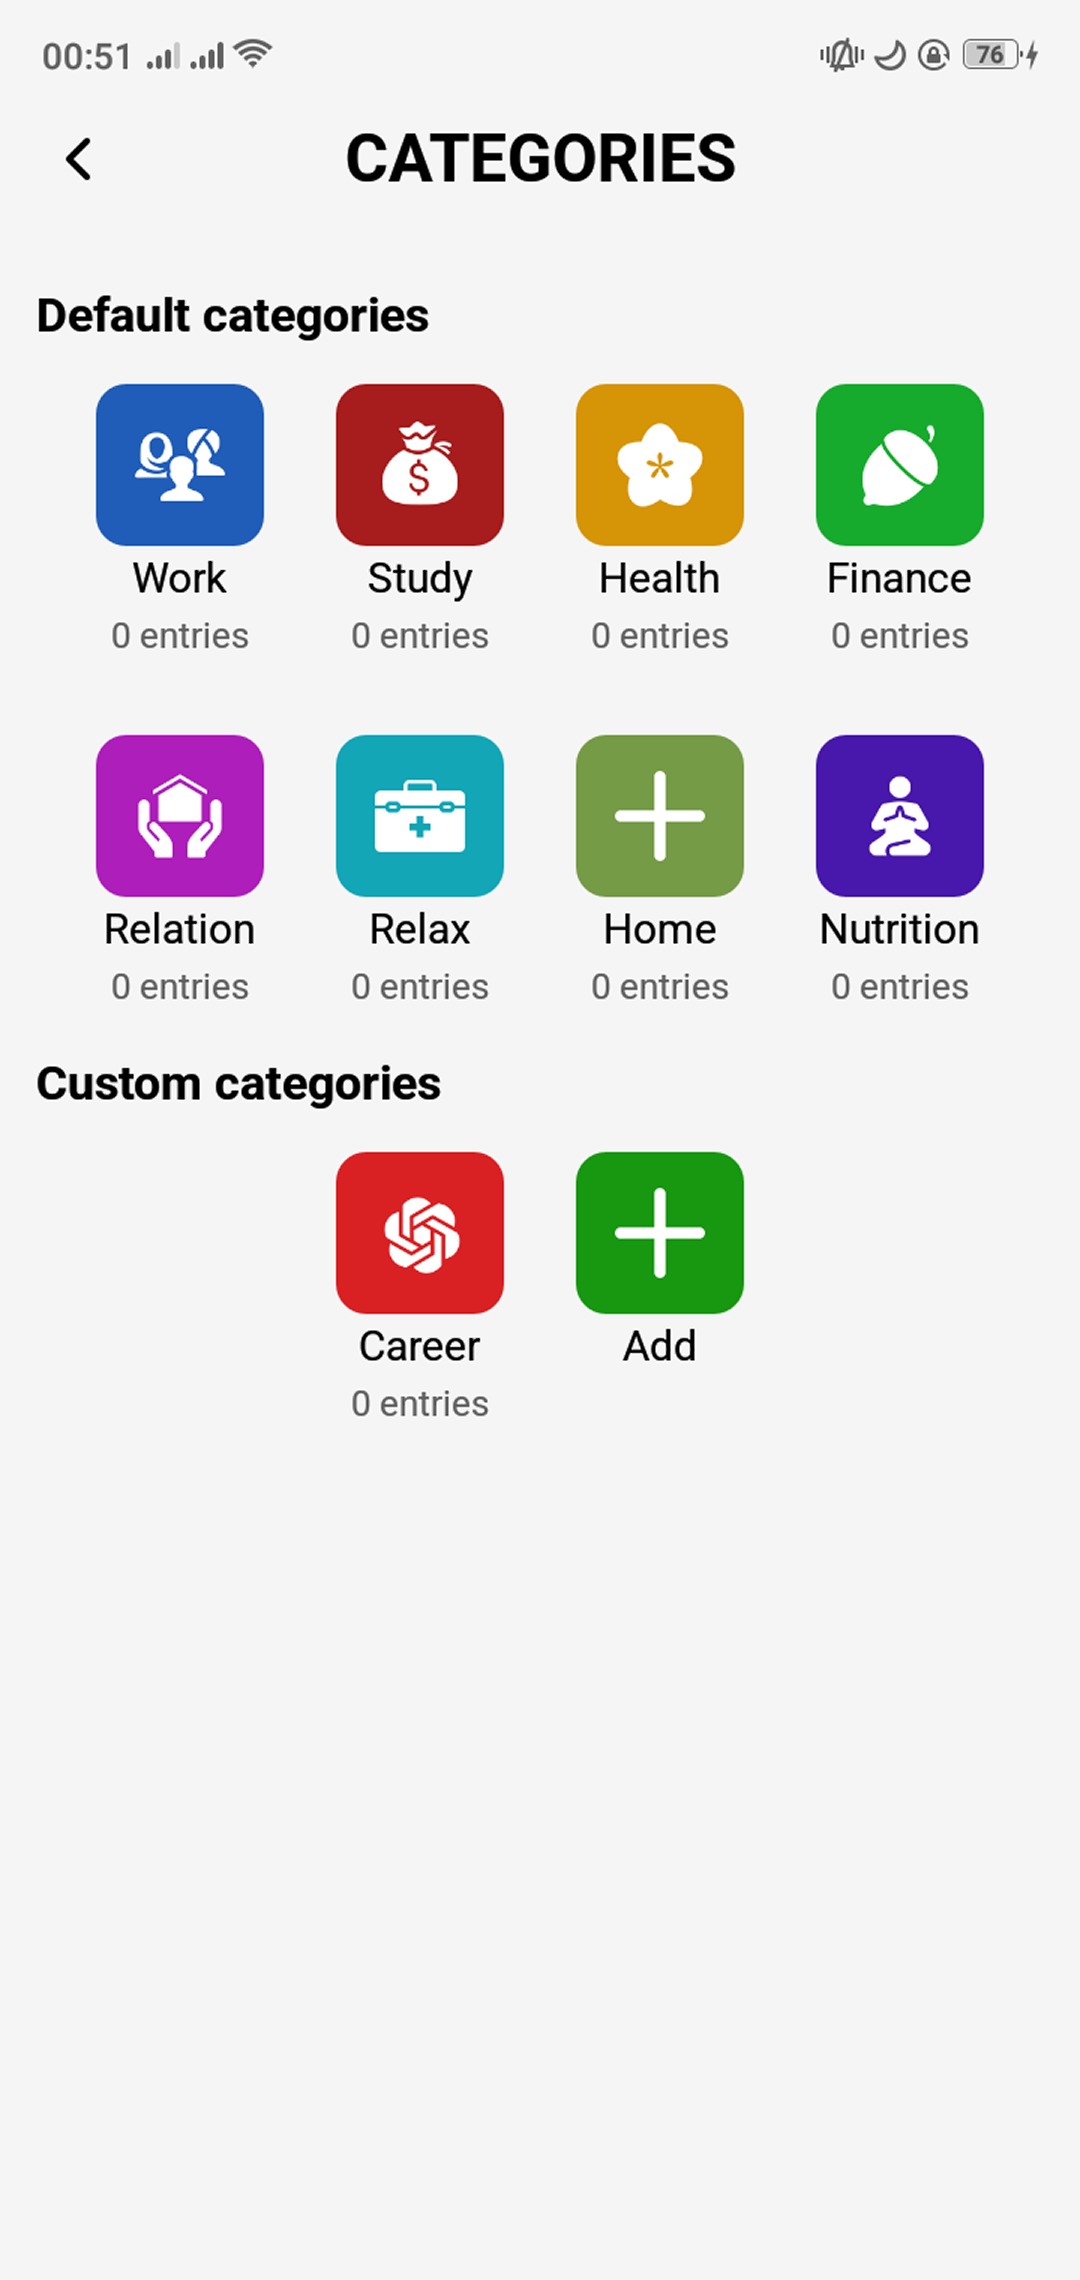 00:51 76
CATEGORIES
Default categories
$
Work Study Health Finance
0 entries 0 entries 0 entries 0 entries
Relation Relax Home Nutrition
0 entries 0 entries 0 entries 0 entries
Custom categories
Career Add
0 entries